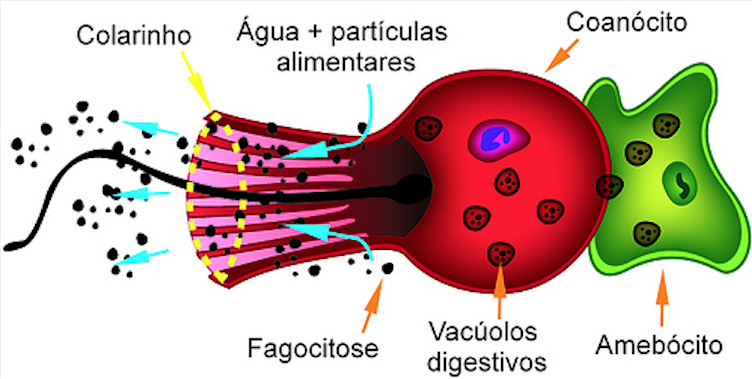 Colarinho
Água + partículas
alimentares
Coanócito
Fagocitose
Vacúolos
digestivos
Amebócito